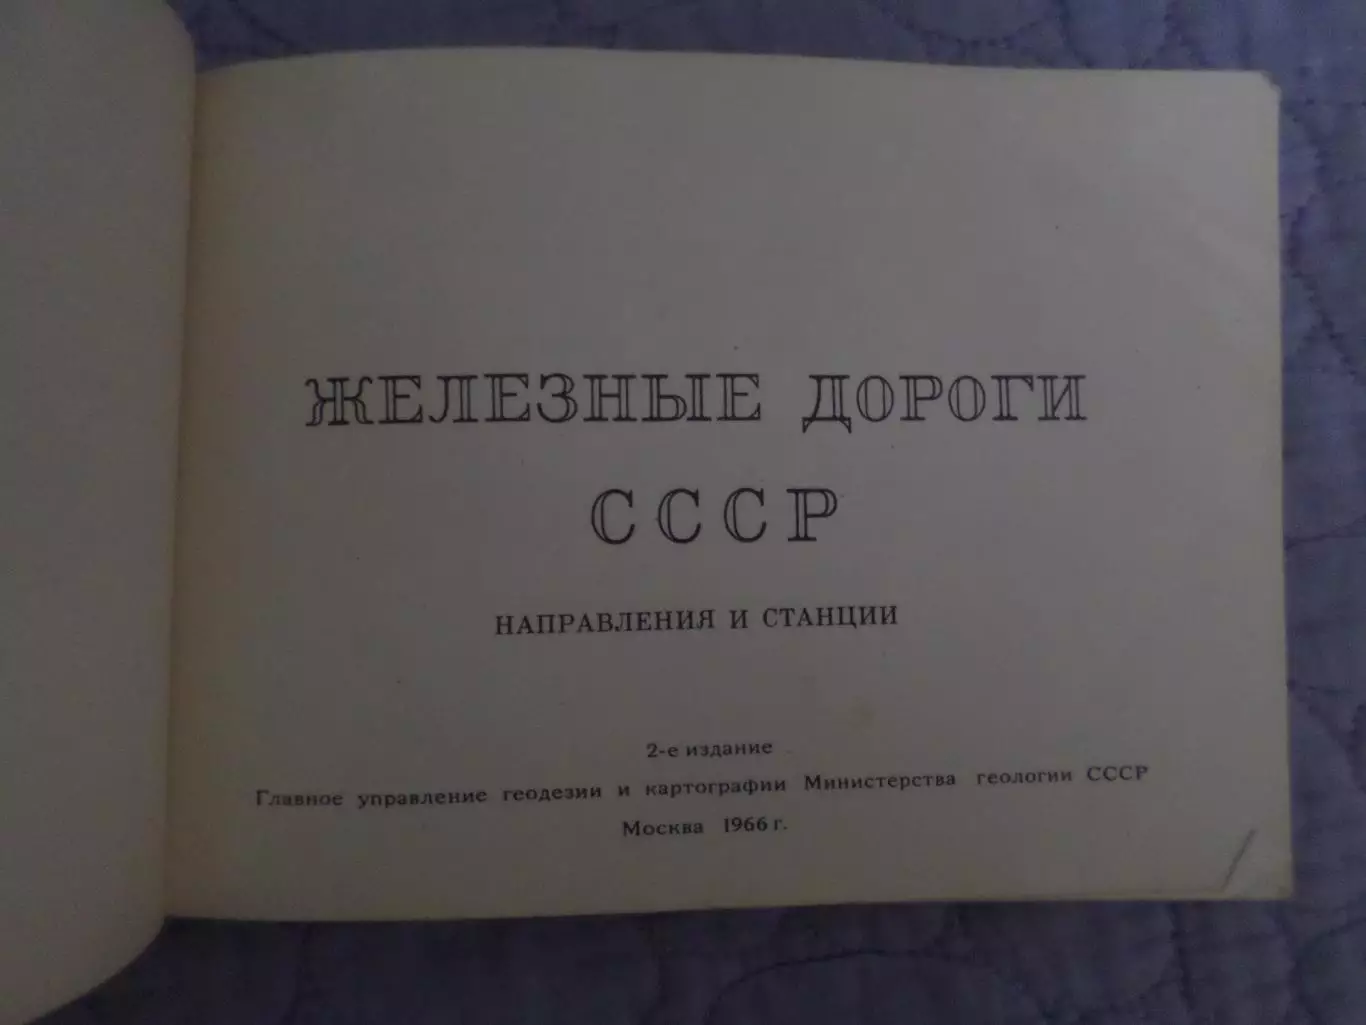 ЖЕЛЕЗНЫЕ ДОРОГИ
СССР
НАПРАВЛЕНИЯ И СТАНЦИИ
2-е издание
Главное управление геодезии и картографии Министерства геологии СССР
Москва 1966 г.